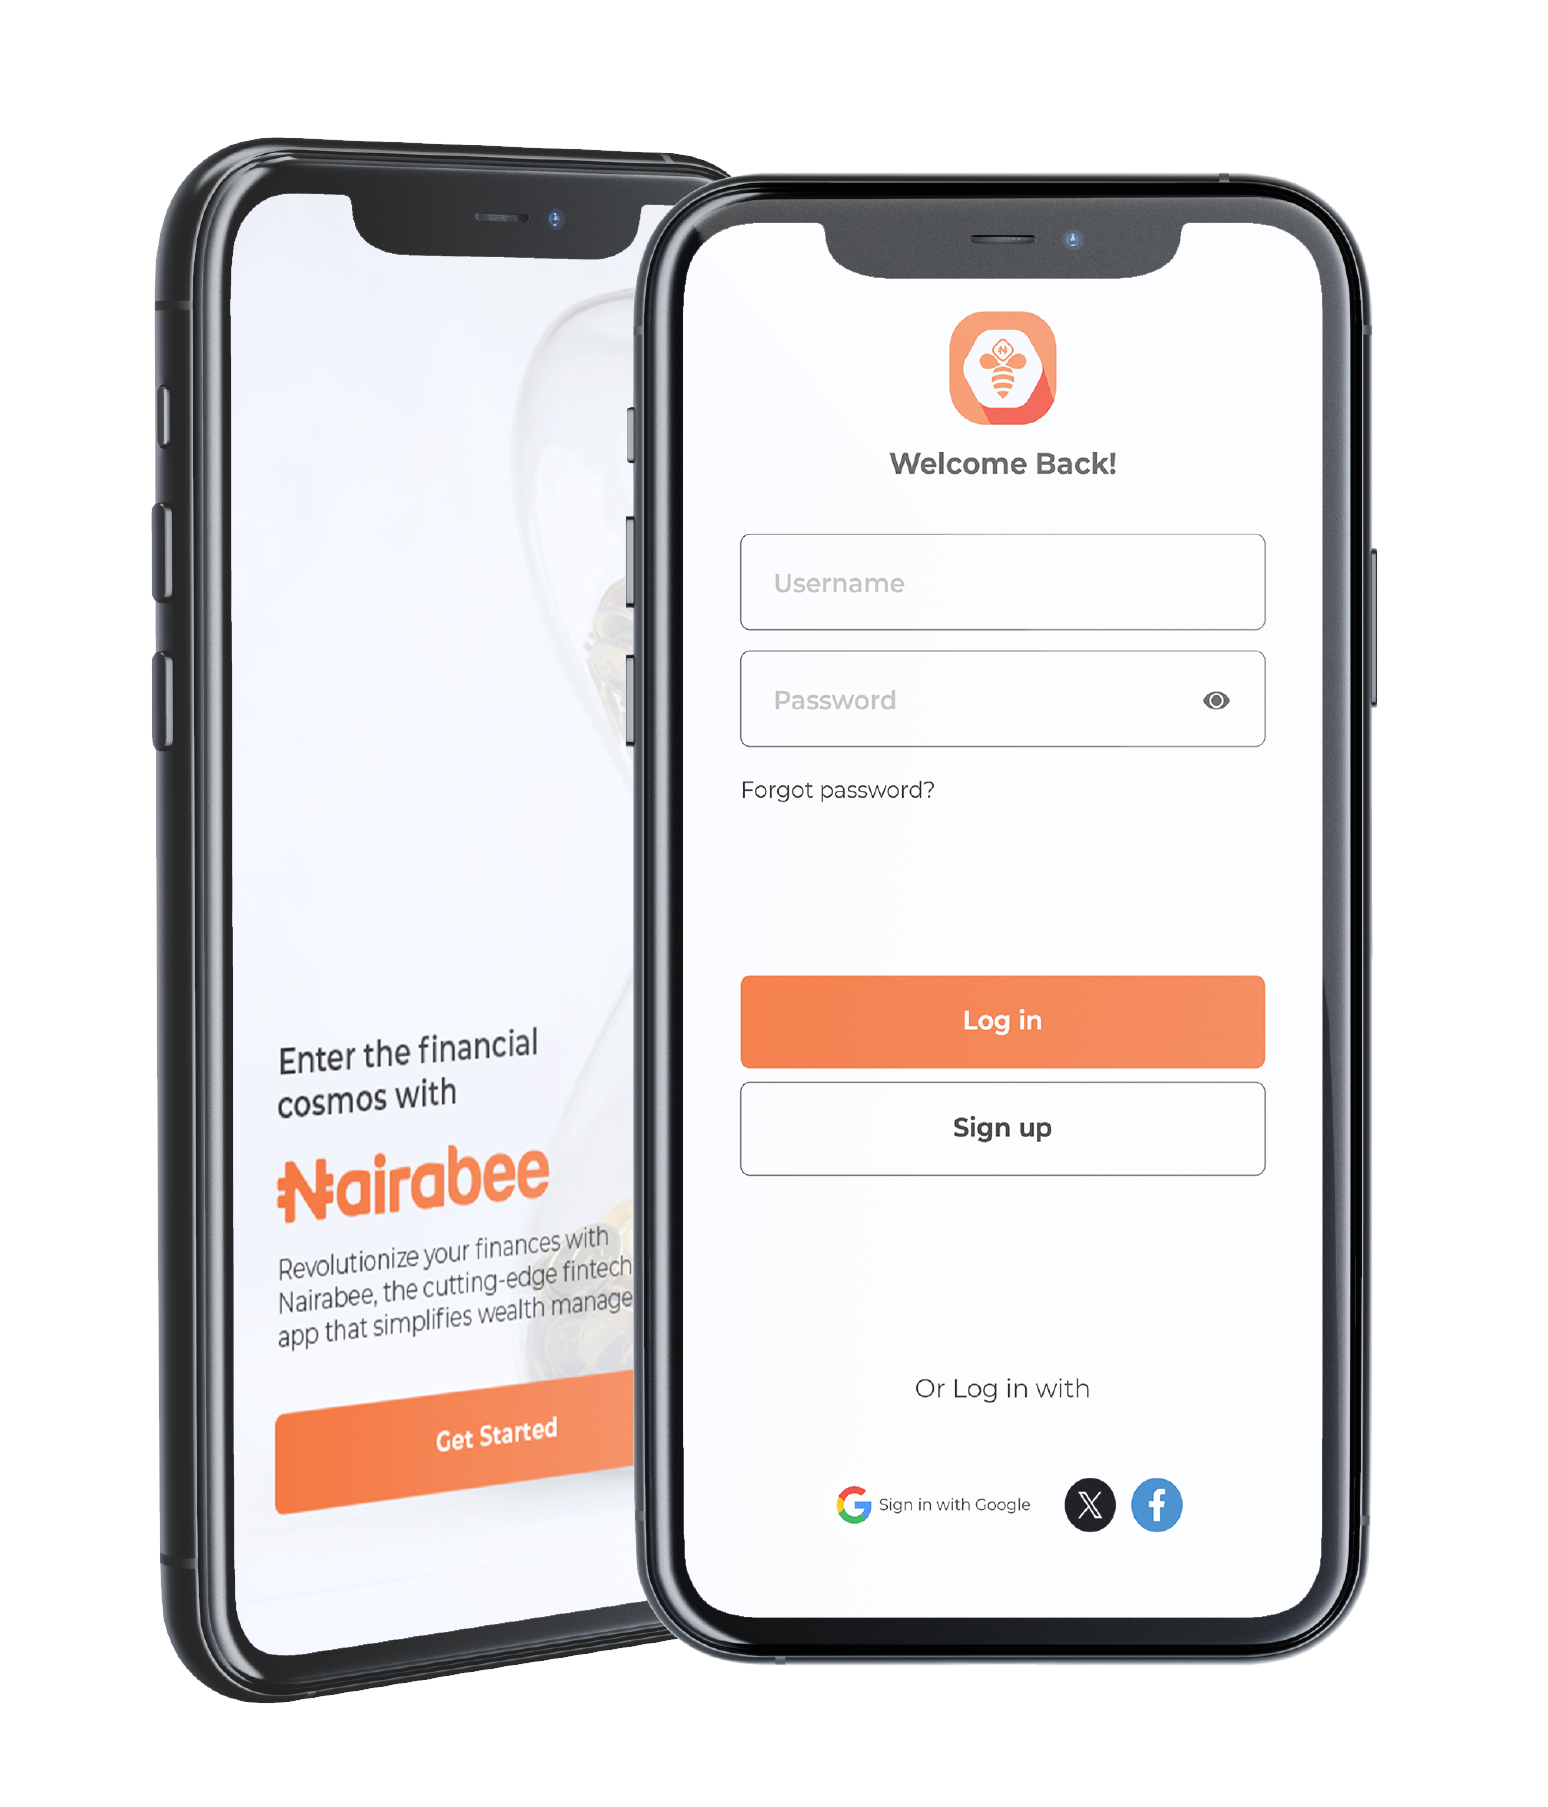 Enter the financial
cosmos with
Nairabee
Revolutionize your finances with
Nairabee, the cutting-edge fintech
app that simplifies wealth manage
Get Started
Welcome Back!
Username
Password
Forgot password?
Log in
Sign up
Or Log in with
Sign in with Google